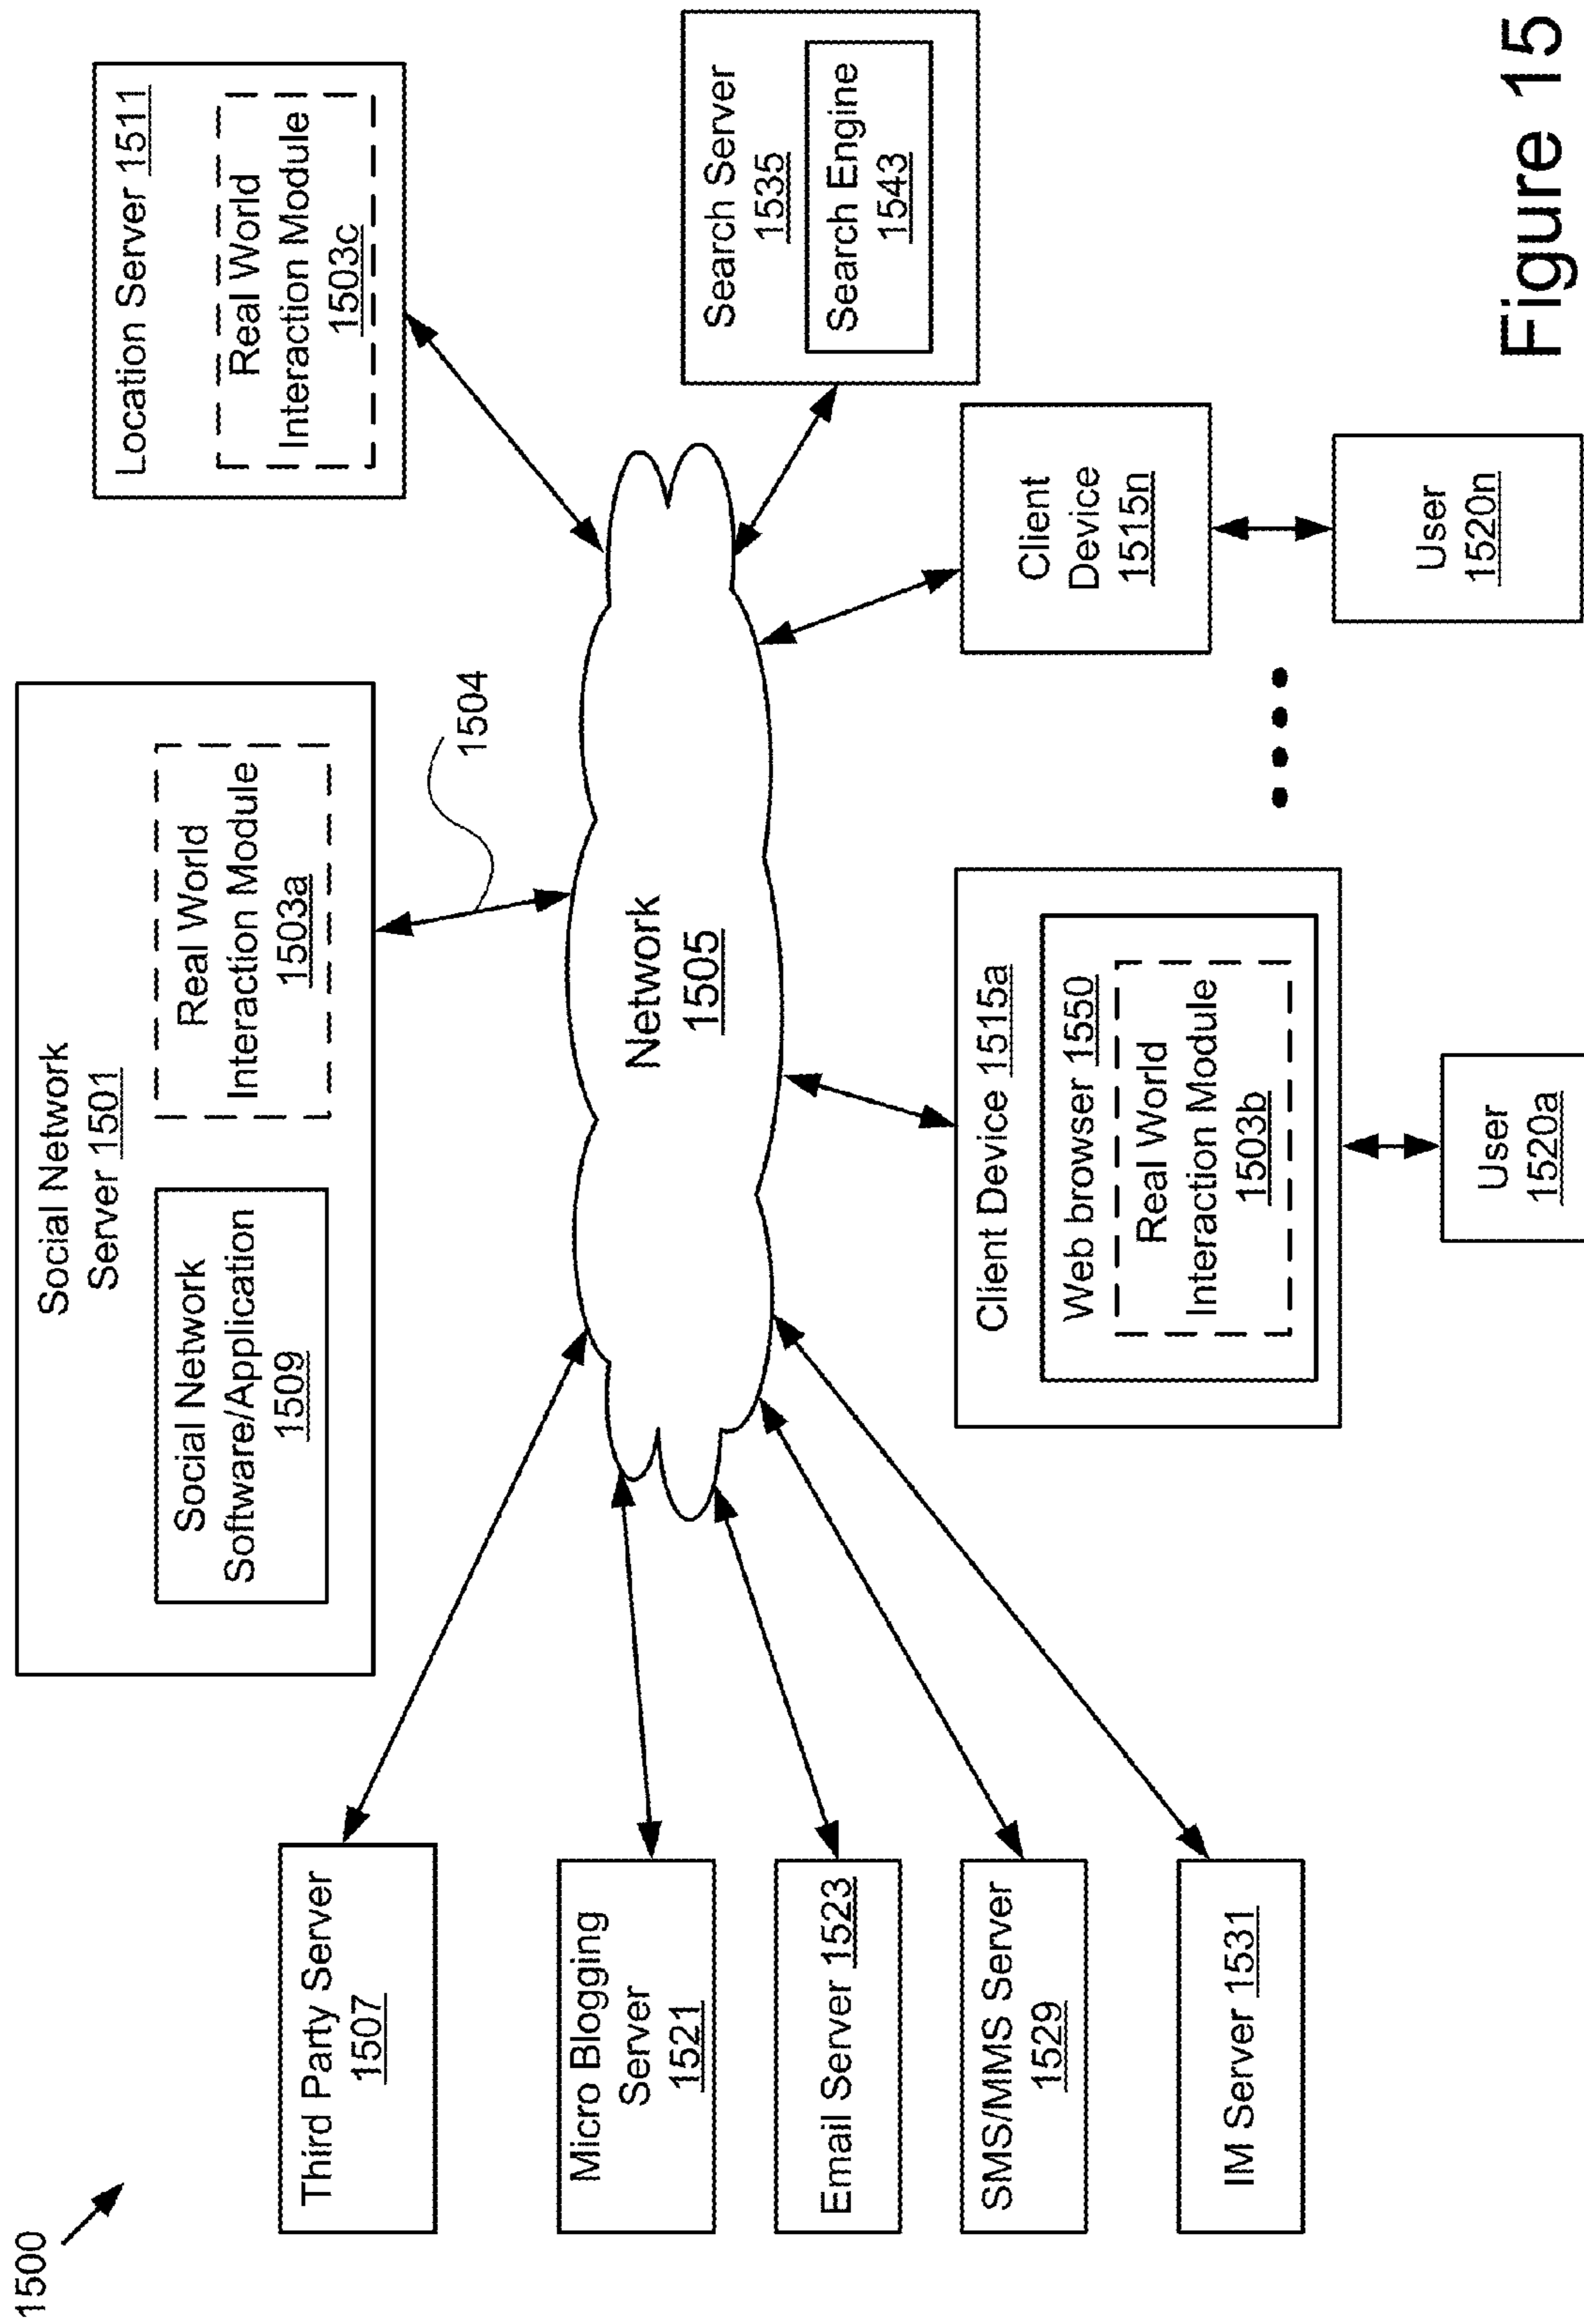 1500
Social Network
Server 1501
Social Network
Software/Application
1509
Real World
Interaction Module
1503a
1504
Location Server 1511
Real World
Interaction Module
1503c
Third Party Server
1507
Micro Blogging
Server
1521
Email Server 1523
SMS/MMS Server
1529
IM Server 1531
Network
1505
Search Server
1535
Search Engine
1543
Client Device 1515a
Web browser 1550
Real World
Interaction Module
1503b
Client
Device
1515n
User
1520a
User
1520n
Figure 15